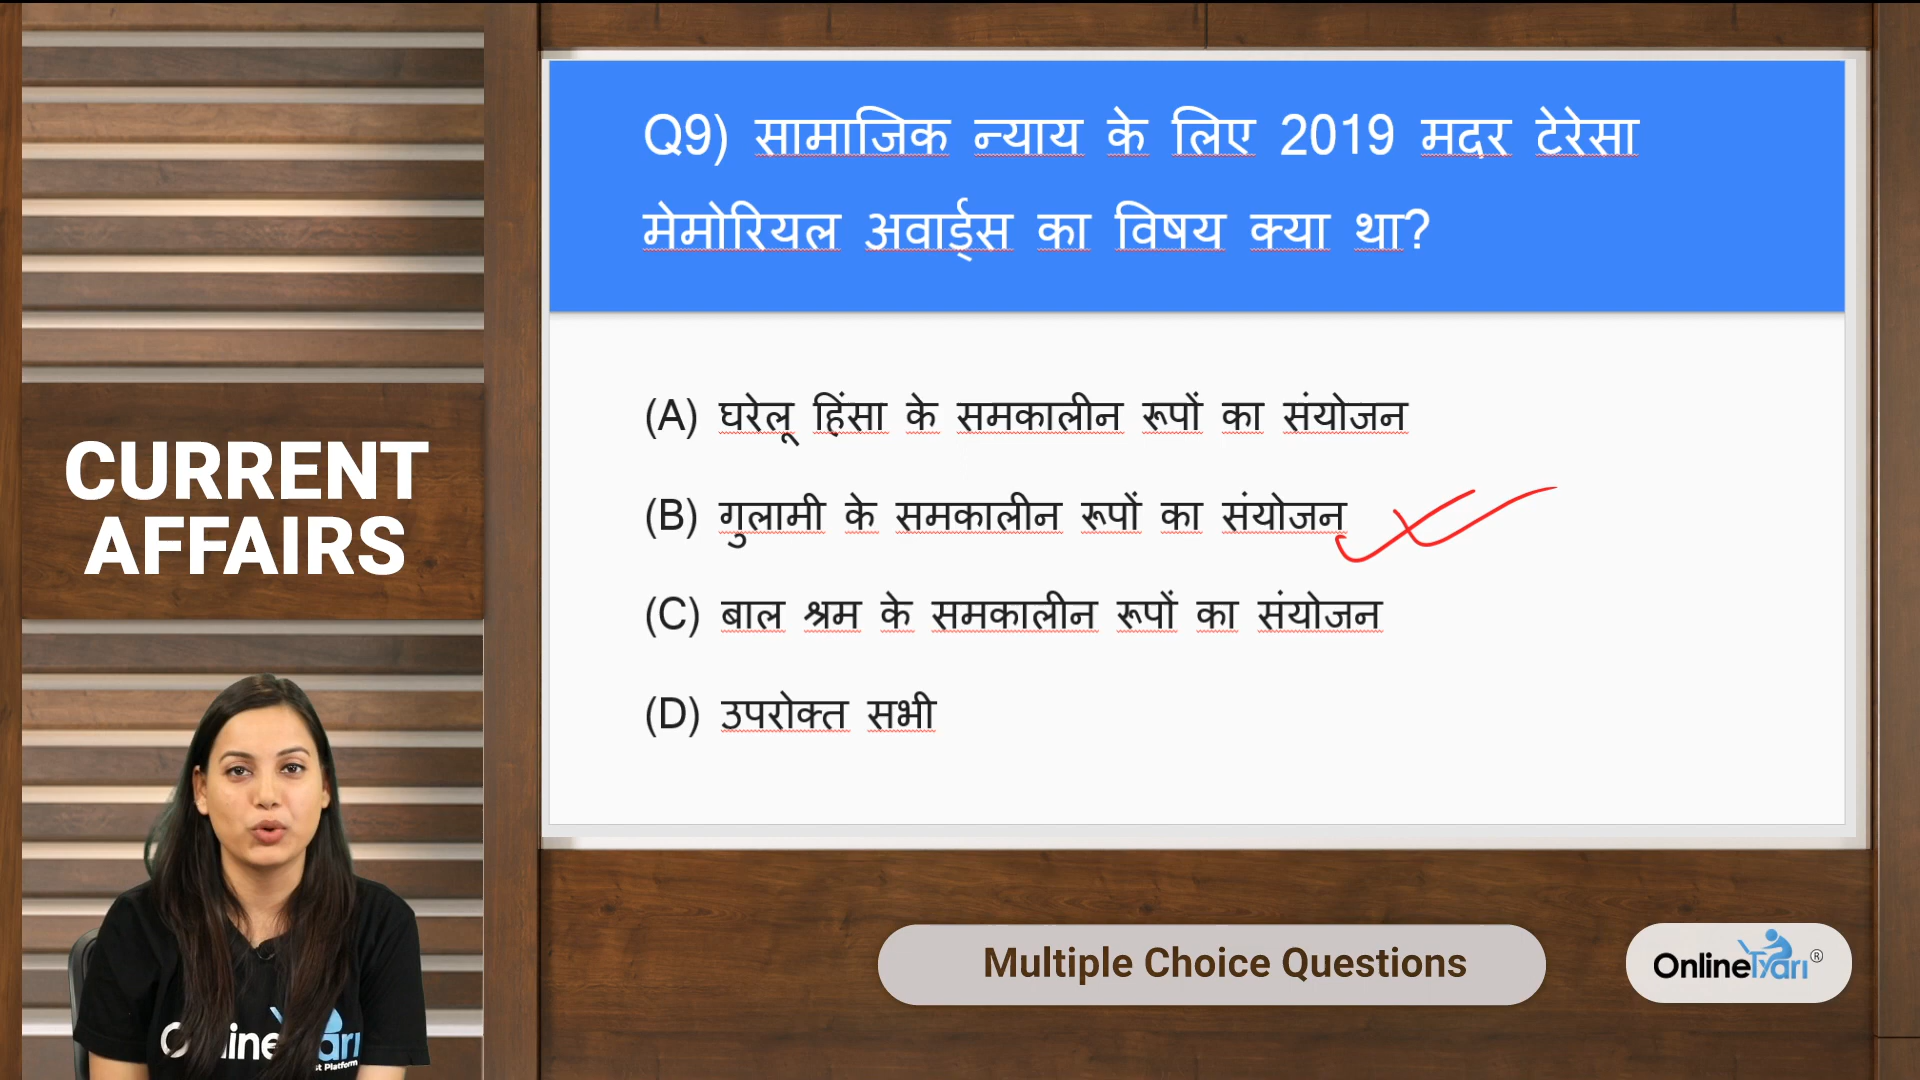 Q9) सामाजिक न्याय के लिए 2019 मदर टेरेसा
मेमोरियल अवार्ड्स का विषय क्या था?
(A) घरेलू हिंसा के समकालीन रूपों का संयोजन
(B) गुलामी के समकालीन रूपों का संयोजन
(C) बाल श्रम के समकालीन रूपों का संयोजन
(D) उपरोक्त सभी
CURRENT
AFFAIRS
Multiple Choice Questions
OnlineTyari®